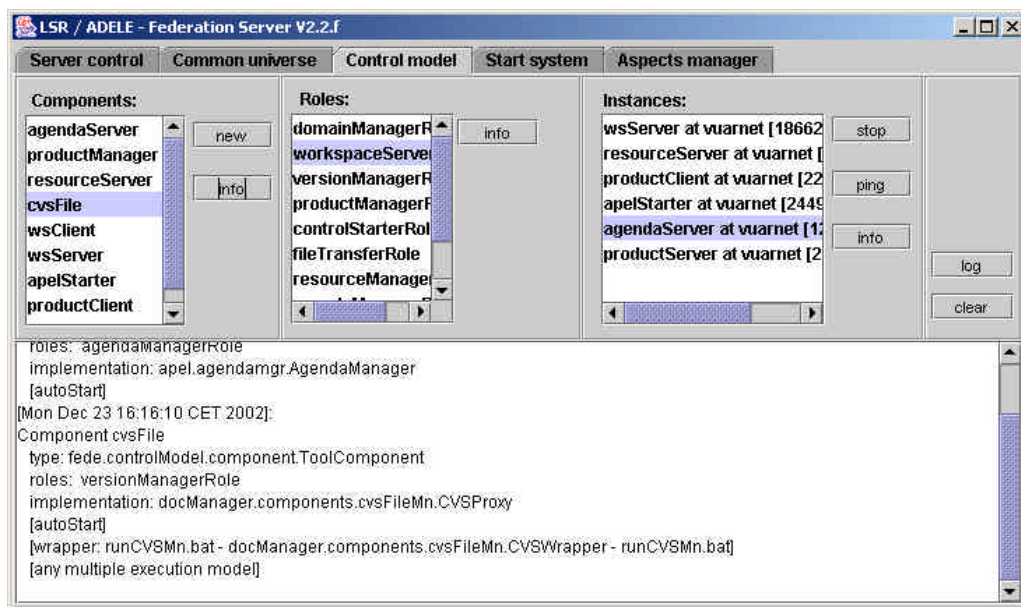 LSR / ADELE - Federation Server V2.2.f
Server control
Common universe
Control model
Start system
Aspects manager
Components:
agendaServer
productManager
resourceServer
cvsFile
wsClient
wsServer
apelStarter
productClient
new
info
Roles:
domainManagerR
workspaceServer
versionManagerR
productManagerR
controlStarterRol
fileTransferRole
resourceManager
info
Instances:
wsServer at vuarnet [18662
resourceServer at vuarnet [
productClient at vuarnet [22
apelStarter at vuarnet [2449
agendaServer at vuarnet [12
productServer at vuarnet [2
stop
ping
info
log
clear
roles: agendaManagerRole
implementation: apel.agendamgr.AgendaManager
[autoStart]
[Mon Dec 23 16:16:10 CET 2002]:
Component cvsFile
type: fede.controlModel.component.ToolComponent
roles: versionManagerRole
implementation: docManager.components.cvsFileMn.CVSProxy
[autoStart]
[wrapper: runCVSMn.bat - docManager.components.cvsFileMn.CVSWrapper - runCVSMn.bat]
[any multiple execution model]